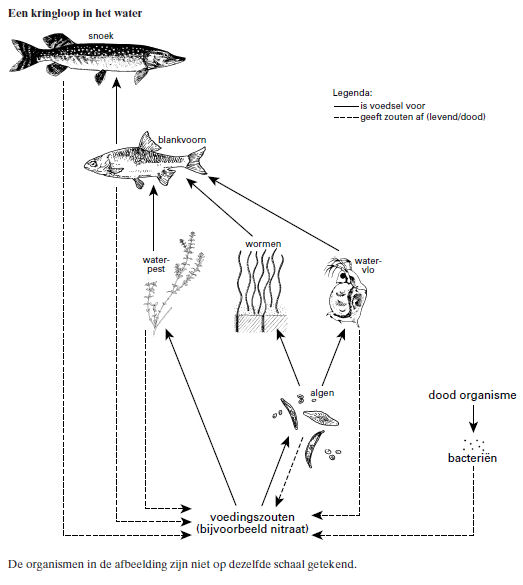 Een kringloop in het water
snoek
Legenda:
is voedsel voor
geeft zouten af (levend/dood)
blankvoorn
water-
pest
wormen
water-
vlo
algen
dood organisme
bacteriën
voedingszouten
(bijvoorbeeld nitraat)
De organismen in de afbeelding zijn niet op dezelfde schaal getekend.